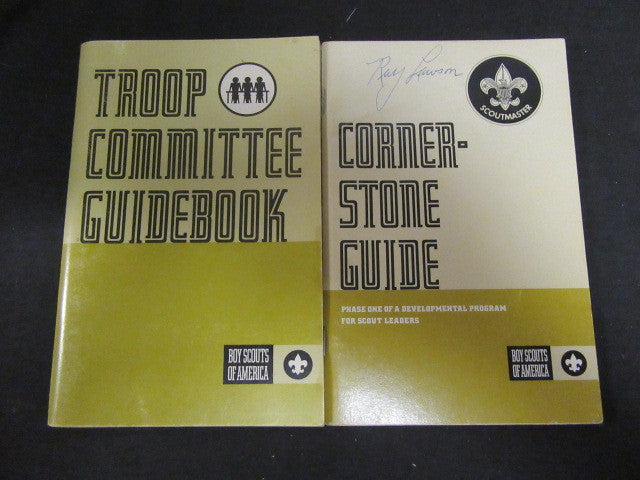 TROOP
COMMITTEE
GUIDEBOOK
BOY SCOUTS
OF AMERICA
Ray Lawson
SCOUTMASTER
CORNER-
STONE
GUIDE
PHASE ONE OF A DEVELOPMENTAL PROGRAM
FOR SCOUT LEADERS
BOY SCOUTS
OF AMERICA